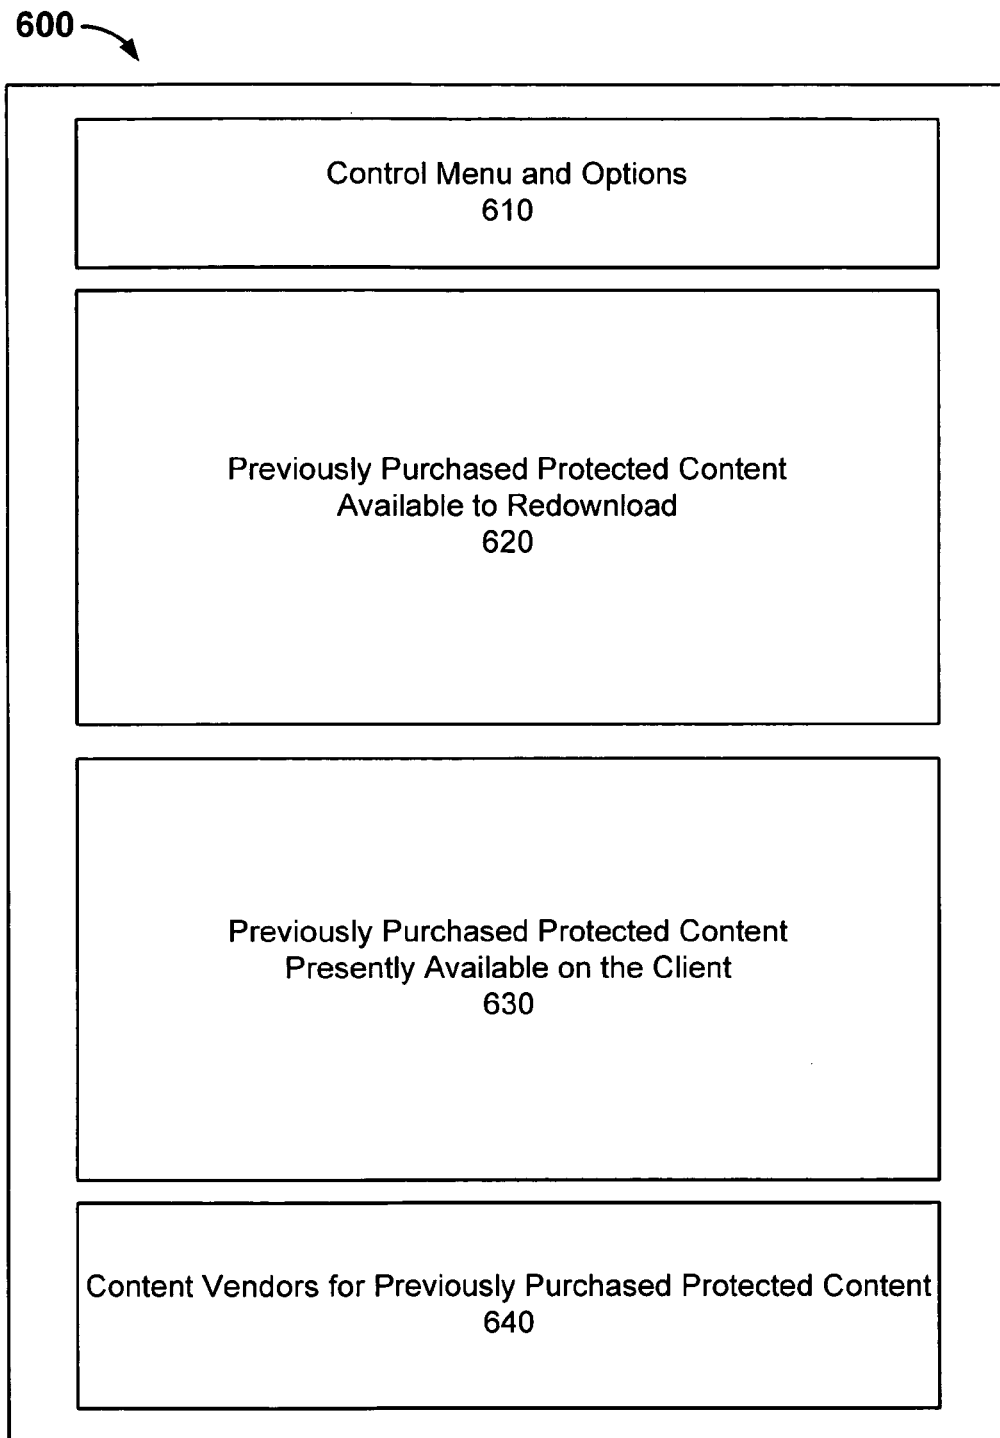 600
Control Menu and Options
610
Previously Purchased Protected Content
Available to Redownload
620
Previously Purchased Protected Content
Presently Available on the Client
630
Content Vendors for Previously Purchased Protected Content
640